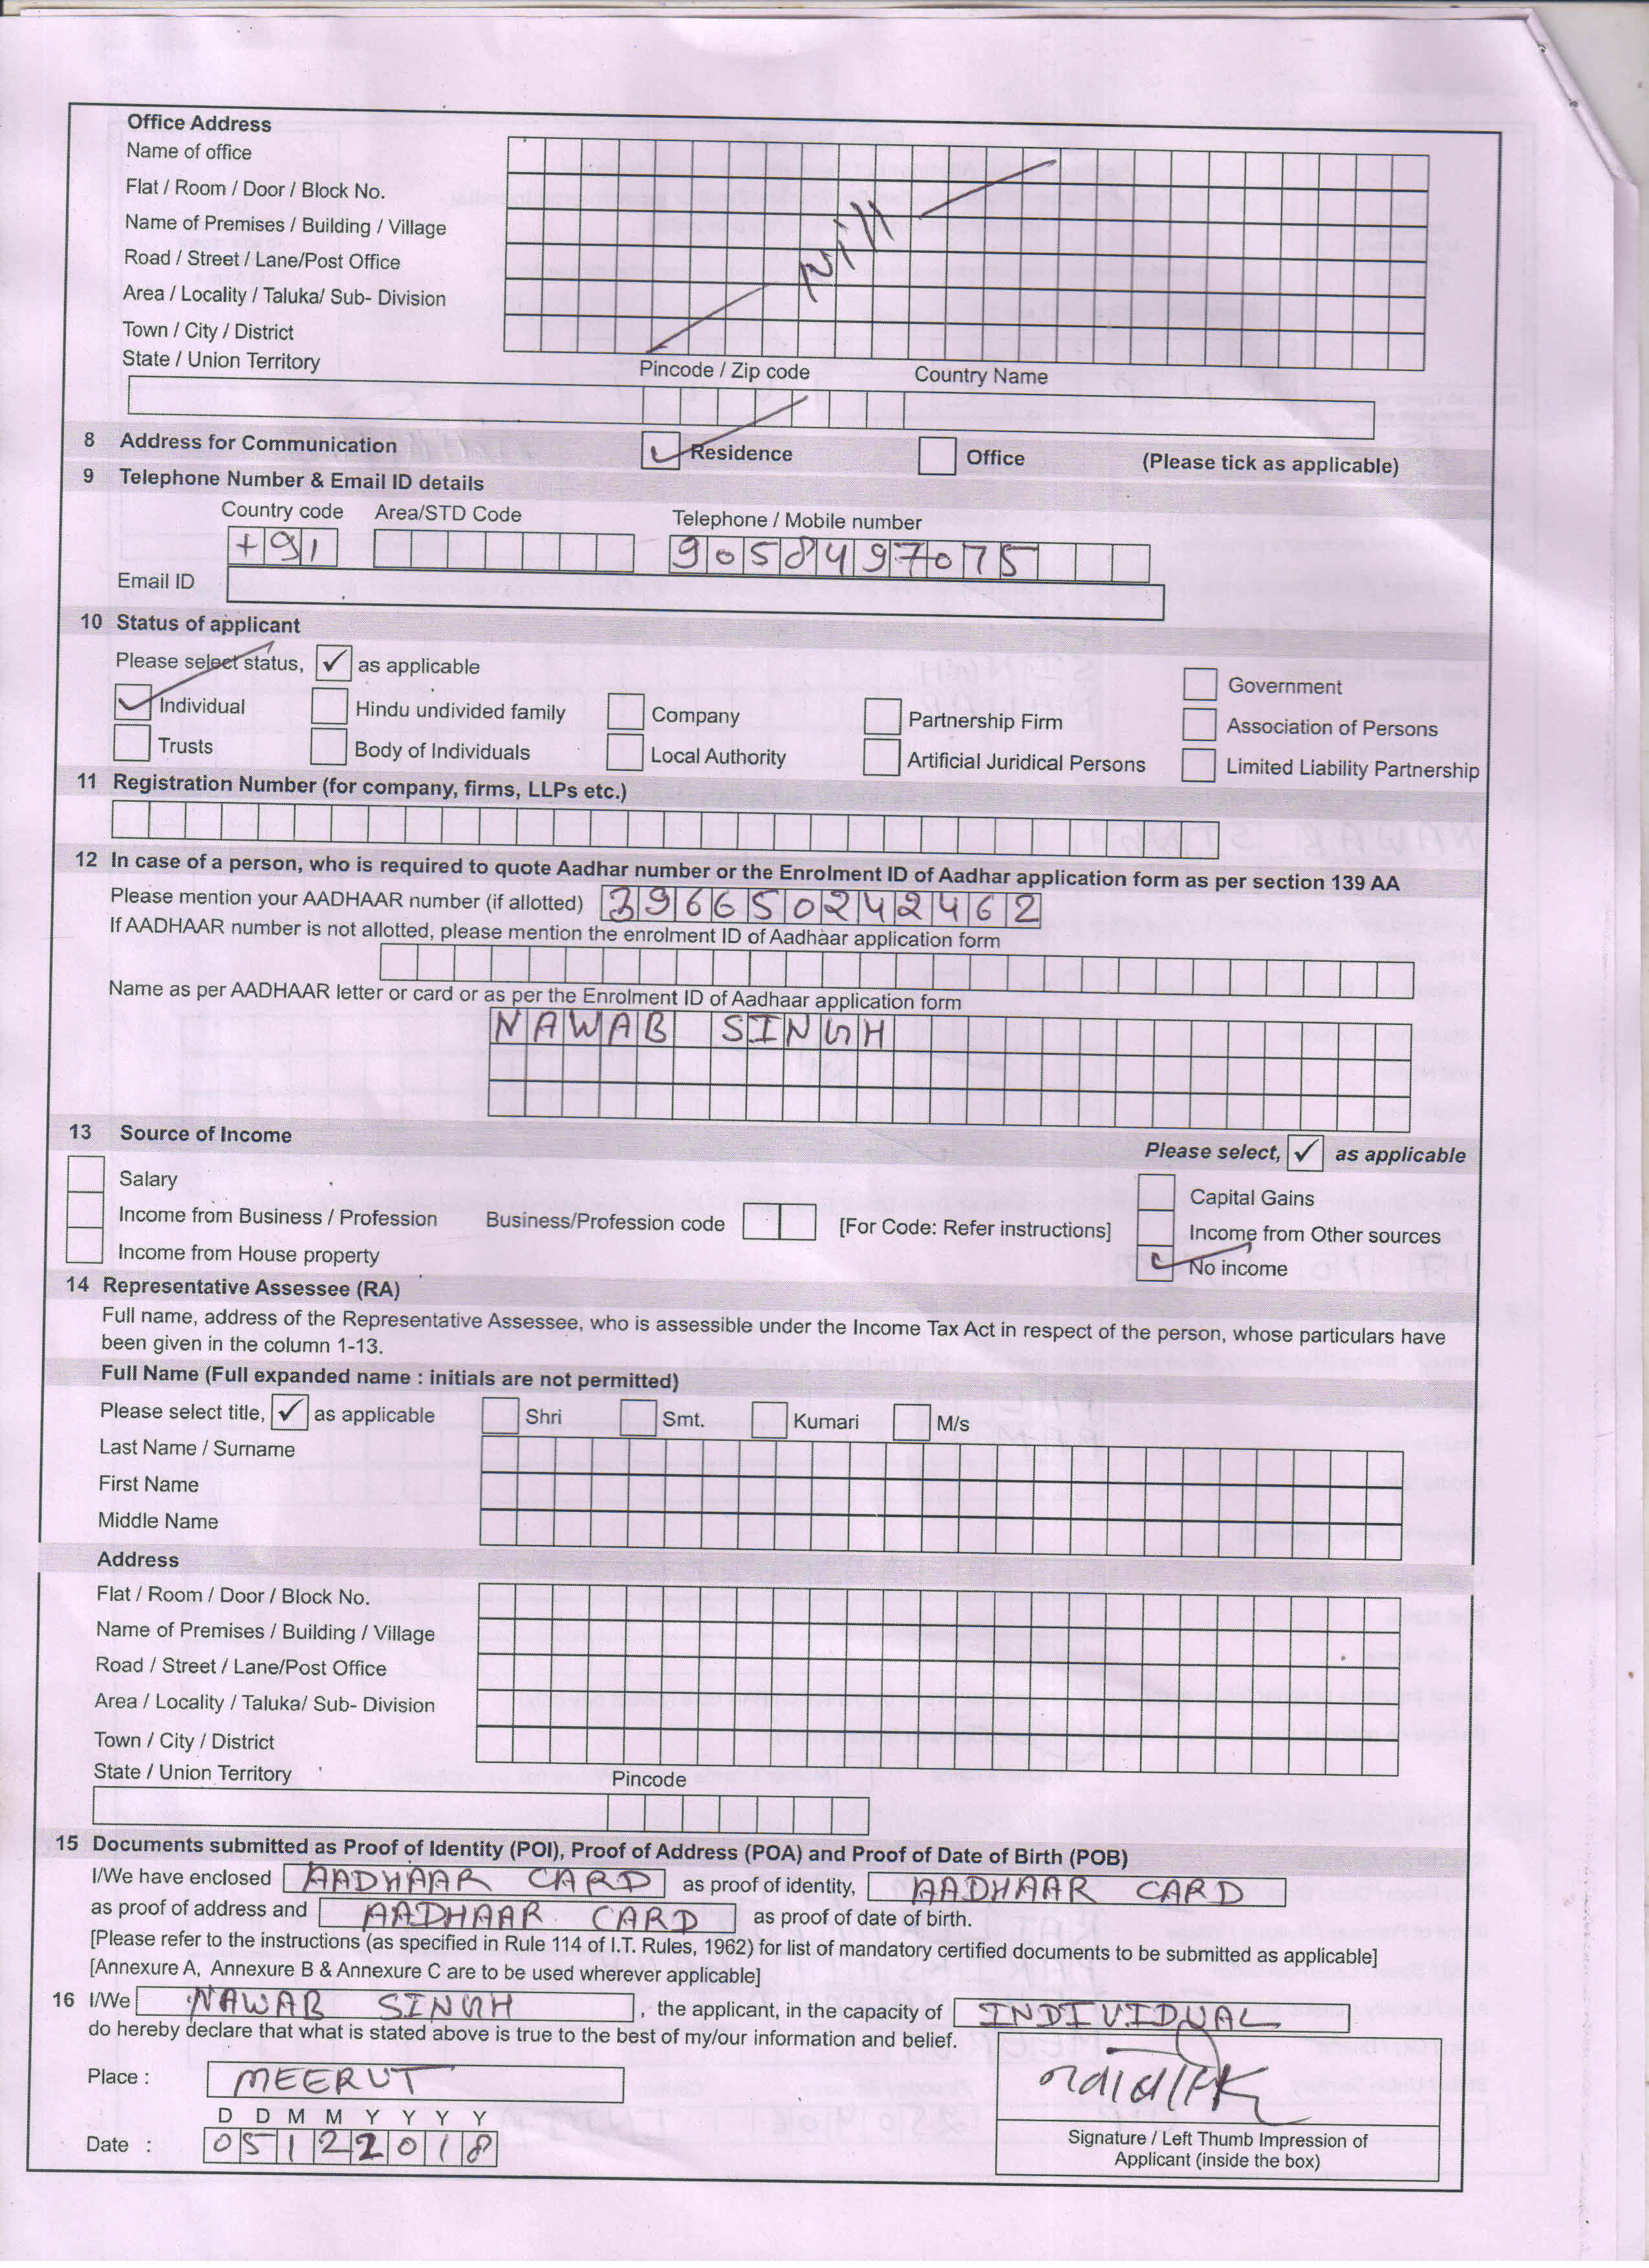 Office Address
Name of office
Flat / Room / Door / Block No.
Name of Premises / Building / Village
Road / Street / Lane/Post Office
Area / Locality / Taluka/ Sub- Division
Town / City / District
Nill
State / Union Territory Pincode / Zip code Country Name
8 Address for Communication Residence Office (Please tick as applicable)
9 Telephone Number & Email ID details
Country code Area/STD Code Telephone / Mobile number
+91 9058497075
Email ID
10 Status of applicant
Please select status, ✓ as applicable
Government
Individual Hindu undivided family Company Partnership Firm Association of Persons
Trusts Body of Individuals Local Authority Artificial Juridical Persons Limited Liability Partnership
11 Registration Number (for company, firms, LLPs etc.)
12 In case of a person, who is required to quote Aadhar number or the Enrolment ID of Aadhar application form as per section 139 AA
Please mention your AADHAAR number (if allotted) 396650242462
If AADHAAR number is not allotted, please mention the enrolment ID of Aadhaar application form
Name as per AADHAAR letter or card or as per the Enrolment ID of Aadhaar application form
NAWAB SINGH
13 Source of Income Please select, ✓ as applicable
Salary Capital Gains
Income from Business / Profession Business/Profession code [For Code: Refer instructions] Income from Other sources
Income from House property No income
14 Representative Assessee (RA)
Full name, address of the Representative Assessee, who is assessible under the Income Tax Act in respect of the person, whose particulars have
been given in the column 1-13.
Full Name (Full expanded name : initials are not permitted)
Please select title, ✓ as applicable Shri Smt. Kumari M/s
Last Name / Surname
First Name
Middle Name
Address
Flat / Room / Door / Block No.
Name of Premises / Building / Village
Road / Street / Lane/Post Office
Area / Locality / Taluka/ Sub- Division
Town / City / District
State / Union Territory Pincode
15 Documents submitted as Proof of Identity (POI), Proof of Address (POA) and Proof of Date of Birth (POB)
I/We have enclosed AADHAAR CARD as proof of identity, AADHAAR CARD
as proof of address and AADHAAR CARD as proof of date of birth.
[Please refer to the instructions (as specified in Rule 114 of I.T. Rules, 1962) for list of mandatory certified documents to be submitted as applicable]
[Annexure A, Annexure B & Annexure C are to be used wherever applicable]
16 I/We NAWAB SINGH , the applicant, in the capacity of INDIVIDUAL
do hereby declare that what is stated above is true to the best of my/our information and belief.
Place : MEERUT
D D M M Y Y Y Y
Date : 05122018
Signature / Left Thumb Impression of
Applicant (inside the box)